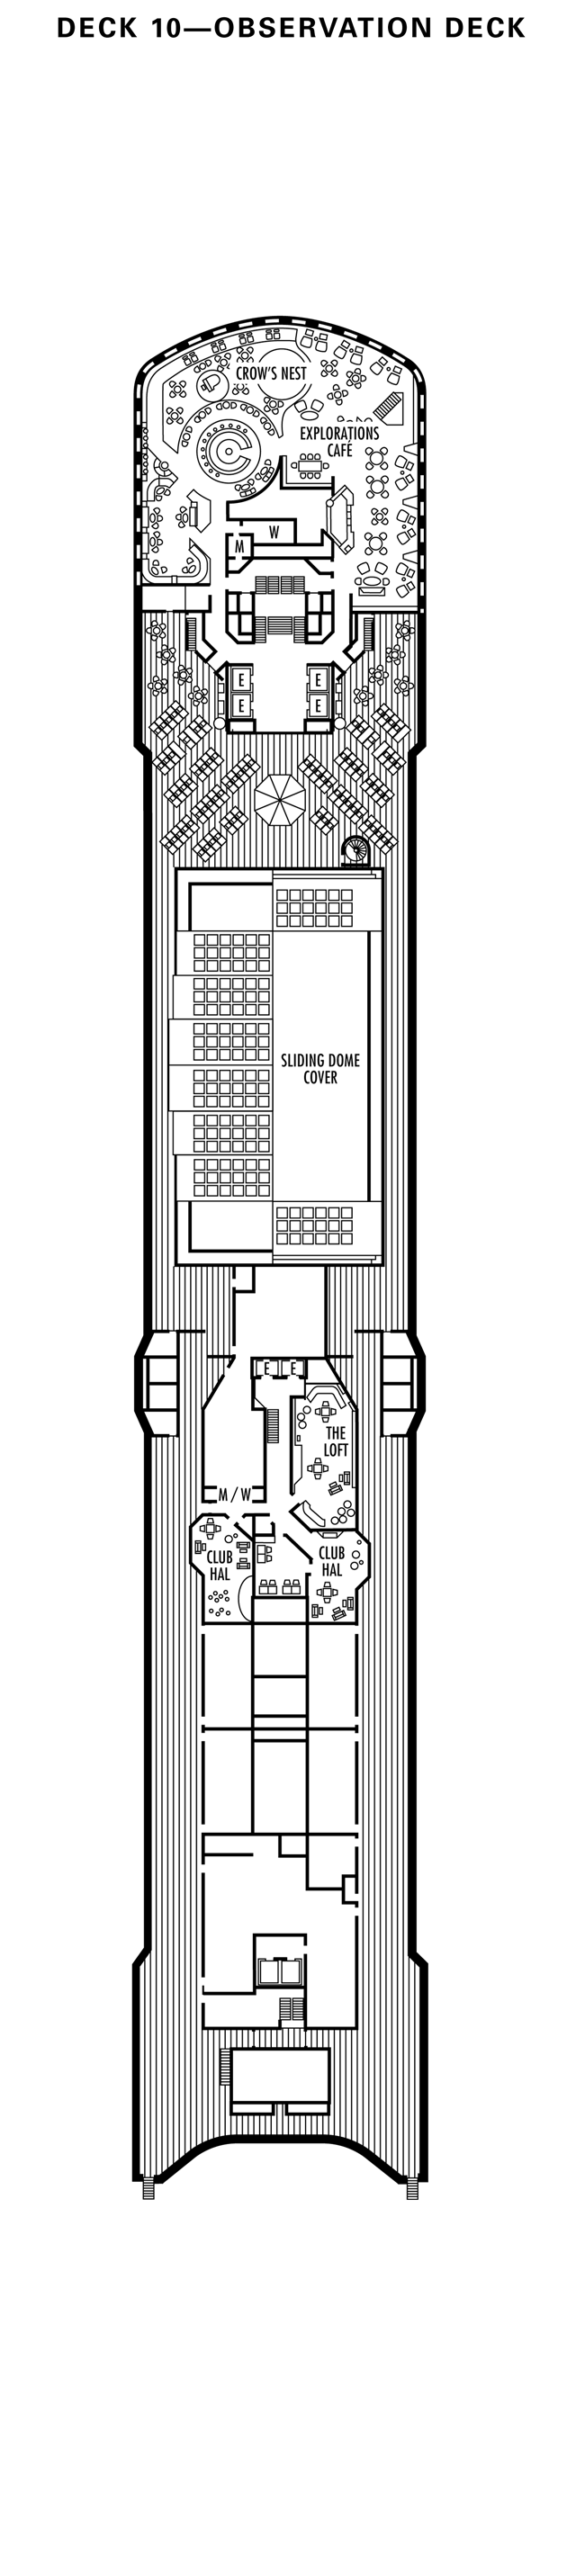 DECK 10—OBSERVATION DECK
CROW'S NEST
EXPLORATIONS
CAFÉ
W
M
E
E
E
E
SLIDING DOME
COVER
E
E
THE
LOFT
M / W
CLUB
HAL
CLUB
HAL